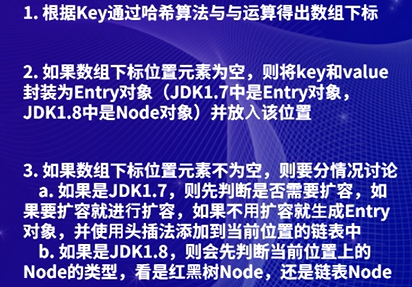 1. 根据Key通过哈希算法与与运算得出数组下标
2. 如果数组下标位置元素为空，则将key和value
封装为Entry对象（JDK1.7中是Entry对象，
JDK1.8中是Node对象）并放入该位置
3. 如果数组下标位置元素不为空，则要分情况讨论
a. 如果是JDK1.7，则先判断是否需要扩容，如
果要扩容就进行扩容，如果不用扩容就生成Entry
对象，并使用头插法添加到当前位置的链表中
b. 如果是JDK1.8，则会先判断当前位置上的
Node的类型，看是红黑树Node，还是链表Node